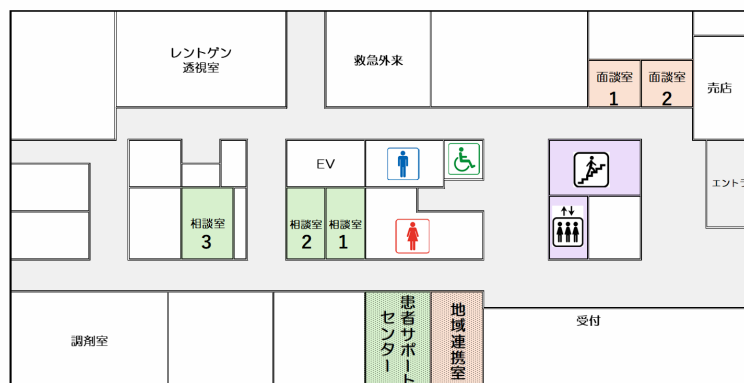 レントゲン
透視室
救急外来
面談室
1
面談室
2
売店
EV
エントラ
相談室
3
相談室
2
相談室
1
患者サポート
センター
地域連携室
受付
調剤室